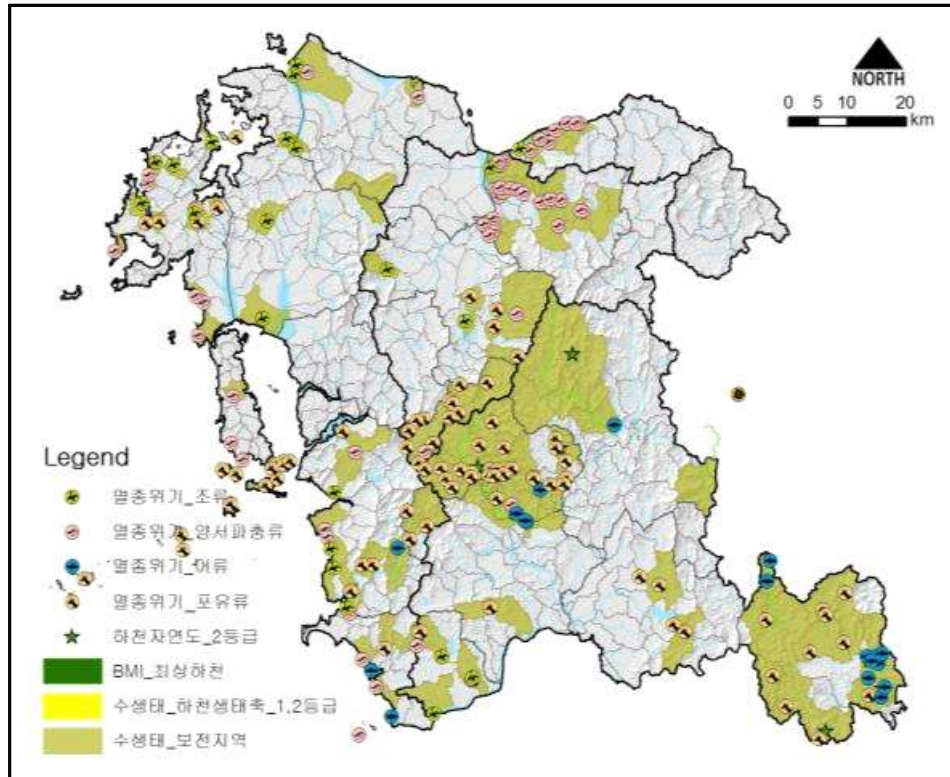 NORTH
0 5 10 20
km
Legend
멸종위기_조류
멸종위기_양서파충류
멸종위기_어류
멸종위기_포유류
하천자연도_2등급
BMI_최상하천
수생태_하천생태축_1,2등급
수생태_보전지역